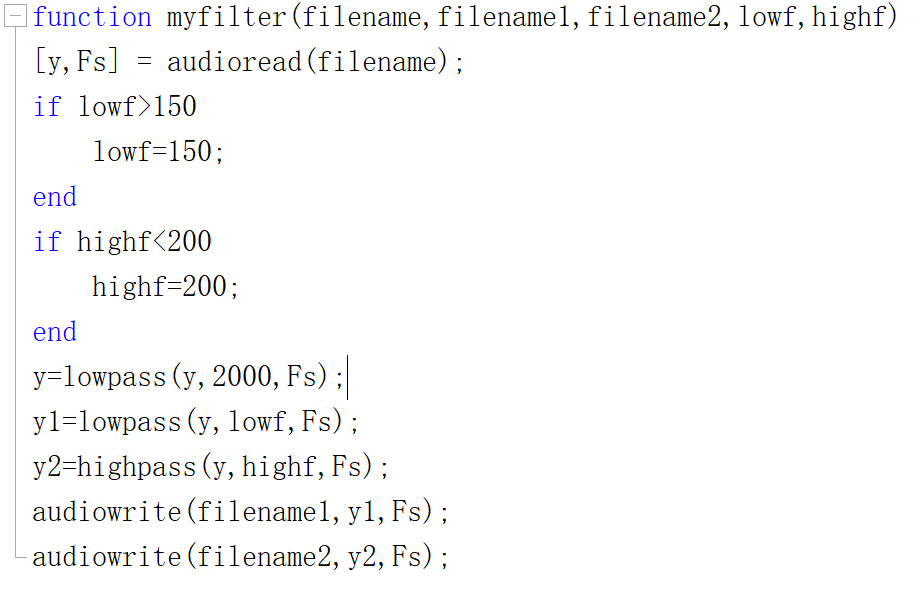 function myfilter(filename,filename1,filename2,lowf,highf)
[y,Fs] = audioread(filename);
if lowf>150
    lowf=150;
end
if highf<200
    highf=200;
end
y=lowpass(y,2000,Fs);
y1=lowpass(y,lowf,Fs);
y2=highpass(y,highf,Fs);
audiowrite(filename1,y1,Fs);
audiowrite(filename2,y2,Fs);